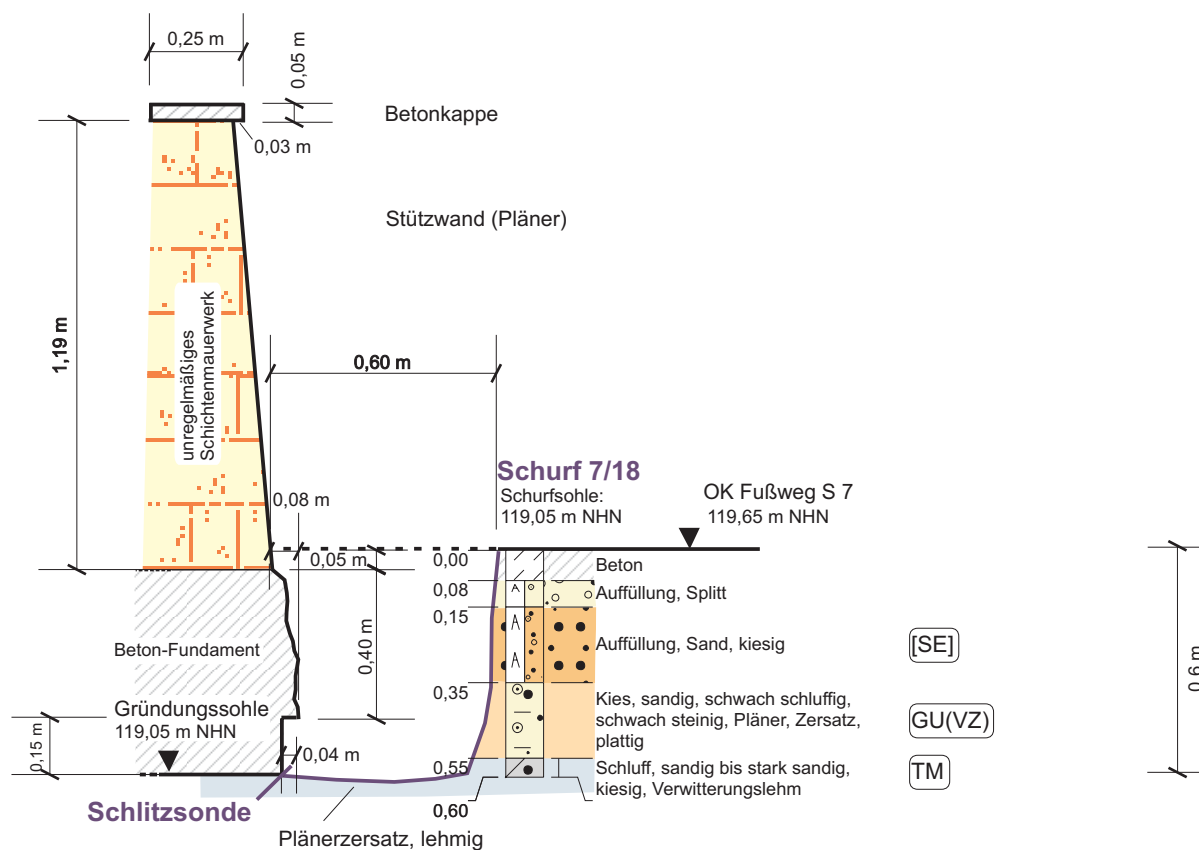 0,25 m
0,05 m
Betonkappe
0,03 m
Stützwand (Pläner)
1,19 m
unregelmäßiges
Schichtenmauerwerk
0,60 m
Schurf 7/18
Schurfsohle:
119,05 m NHN
OK Fußweg S 7
119,65 m NHN
0,08 m
0,05 m
0,00
Beton
0,08
Auffüllung, Splitt
0,15
Auffüllung, Sand, kiesig
[SE]
0,40 m
Beton-Fundament
0,6 m
0,35
Kies, sandig, schwach schluffig,
schwach steinig, Pläner, Zersatz,
plattig
GU(VZ)
Gründungssohle
119,05 m NHN
0,15 m
0,04 m
0,55
Schluff, sandig bis stark sandig,
kiesig, Verwitterungslehm
TM
0,60
Schlitzsonde
Plänerzersatz, lehmig